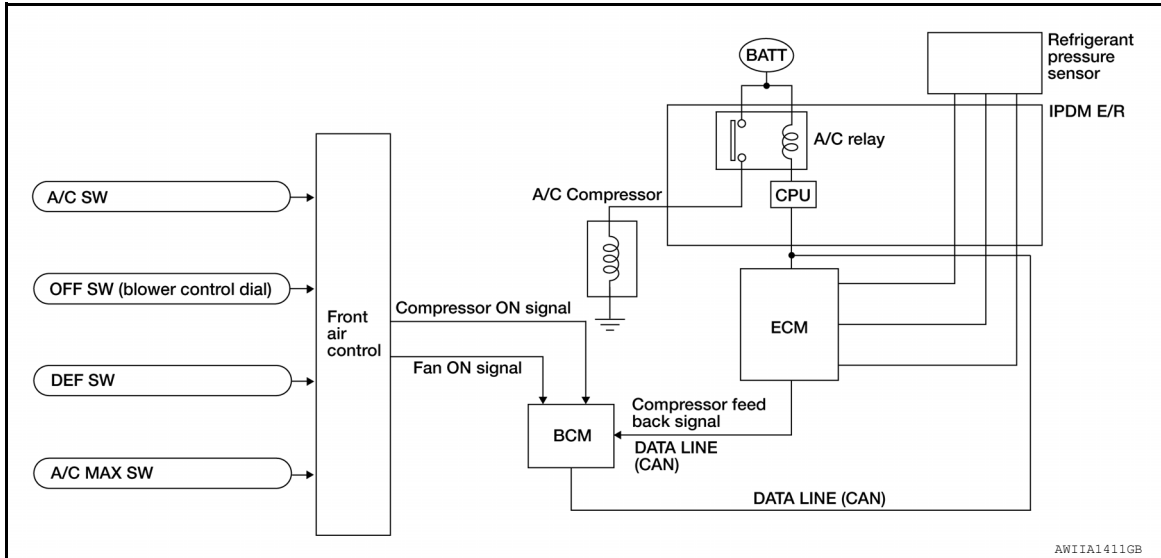 BATT
Refrigerant
pressure
sensor
IPDM E/R
A/C relay
CPU
A/C Compressor
A/C SW
OFF SW (blower control dial)
DEF SW
A/C MAX SW
Front
air
control
Compressor ON signal
Fan ON signal
ECM
BCM
Compressor feed
back signal
DATA LINE
(CAN)
DATA LINE (CAN)
AWIIA1411GB